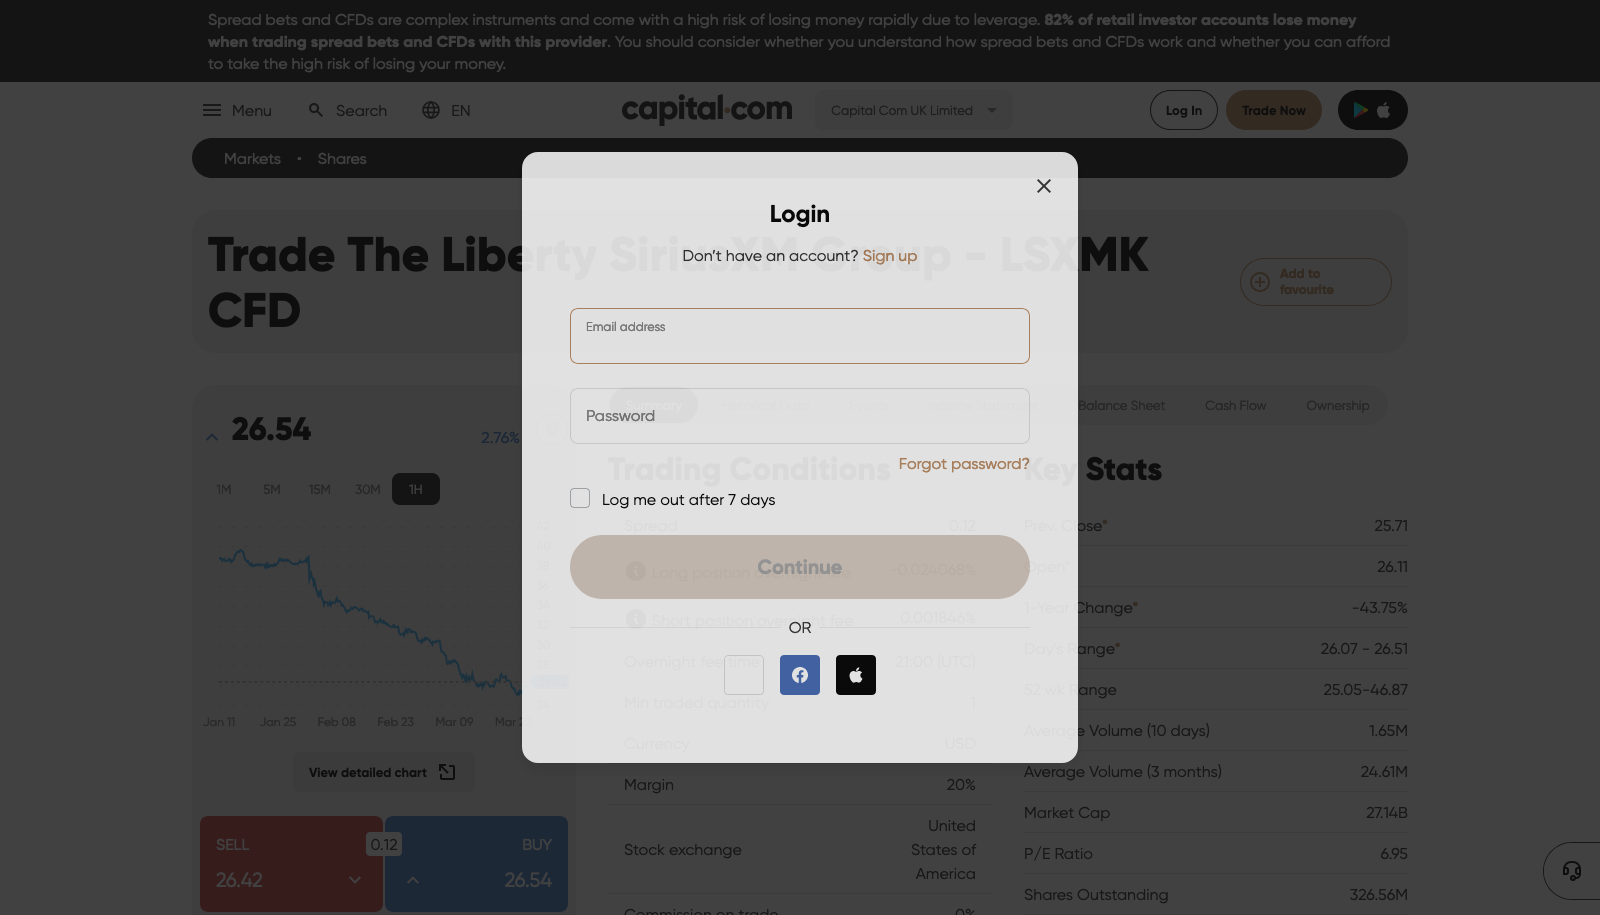 Spread bets and CFDs are complex instruments and come with a high risk of losing money rapidly due to leverage. 82% of retail investor accounts lose money
when trading spread bets and CFDs with this provider. You should consider whether you understand how spread bets and CFDs work and whether you can afford
to take the high risk of losing your money.
Menu
Search
EN
capital.com
Capital Com UK Limited
Log In
Trade Now
Markets • Shares
Trade The Liberty SiriusXM Group - LSXMK
CFD
Add to
favourite
Login
Don't have an account? Sign up
Email address
Password
Forgot password?
Log me out after 7 days
Continue
OR
26.54
2.76%
1M
5M
15M
30M
1H
Jan 11
Jan 25
Feb 08
Feb 23
Mar 09
Mar
View detailed chart
SELL
26.42
0.12
BUY
26.54
Summary
Balance Sheet
Cash Flow
Ownership
Trading Conditions
Spread 0.12
Long position overnight fee -0.024068%
Short position overnight fee 0.001846%
Overnight fee time 21:00 (UTC)
Min traded quantity 1
Currency USD
Margin 20%
Stock exchange United
States of
America
Commission on trade 0%
Key Stats
Prev. Close* 25.71
Open* 26.11
1-Year Change* -43.75%
Day's Range* 26.07 - 26.51
52 wk Range 25.05-46.87
Average Volume (10 days) 1.65M
Average Volume (3 months) 24.61M
Market Cap 27.14B
P/E Ratio 6.95
Shares Outstanding 326.56M